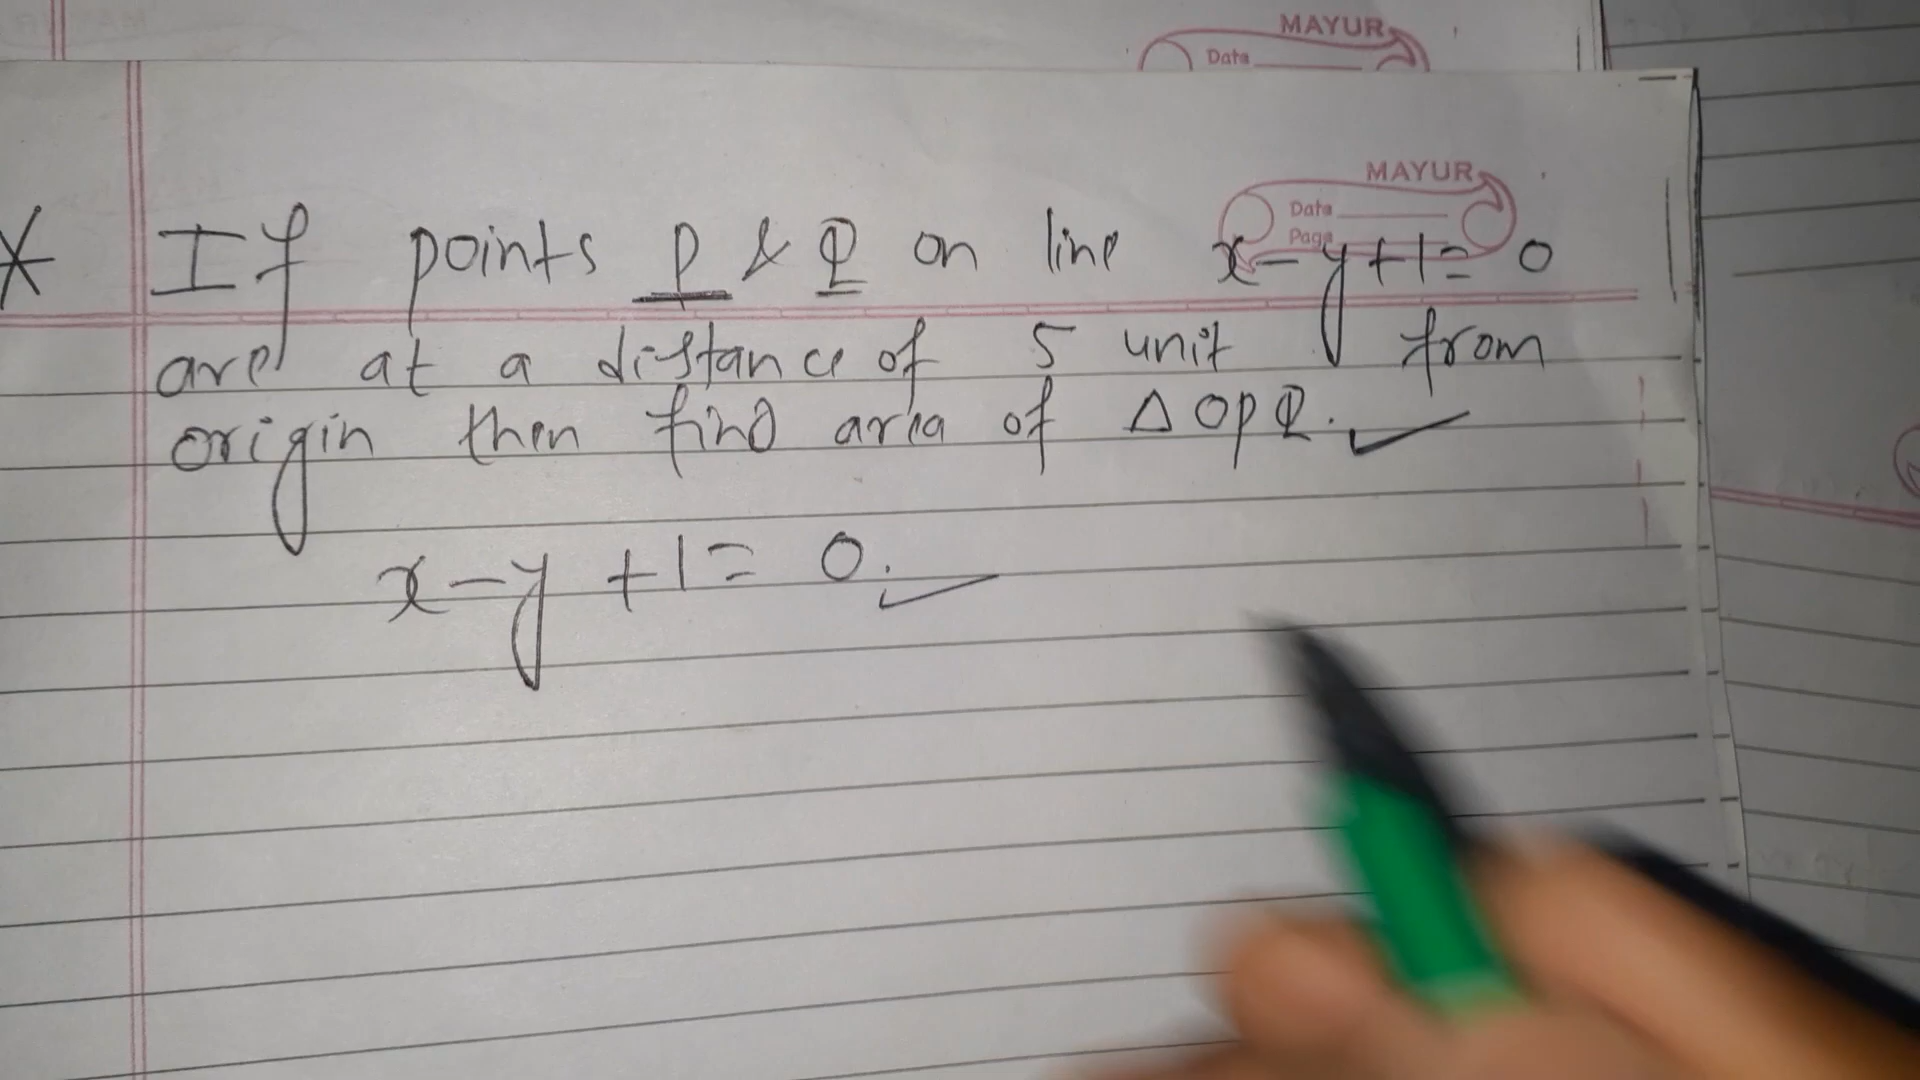 MAYUR
Date
MAYUR
Date
Page
* If points P & Q on line x-y+1=0
are at a distance of 5 unit from
origin then find area of Δ OPQ.
x-y+1=0.